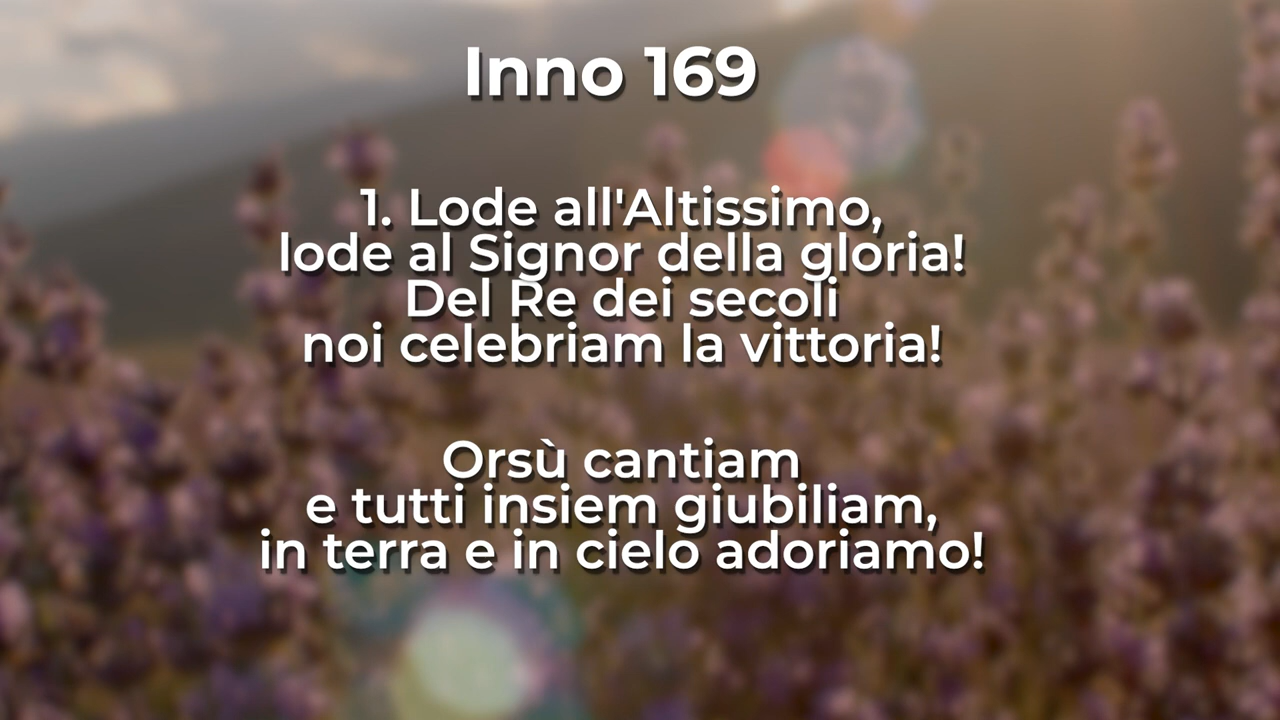 Inno 169
1. Lode all'Altissimo,
lode al Signor della gloria!
Del Re dei secoli
noi celebriam la vittoria!
Orsù cantiam
e tutti insiem giubiliam,
in terra e in cielo adoriamo!